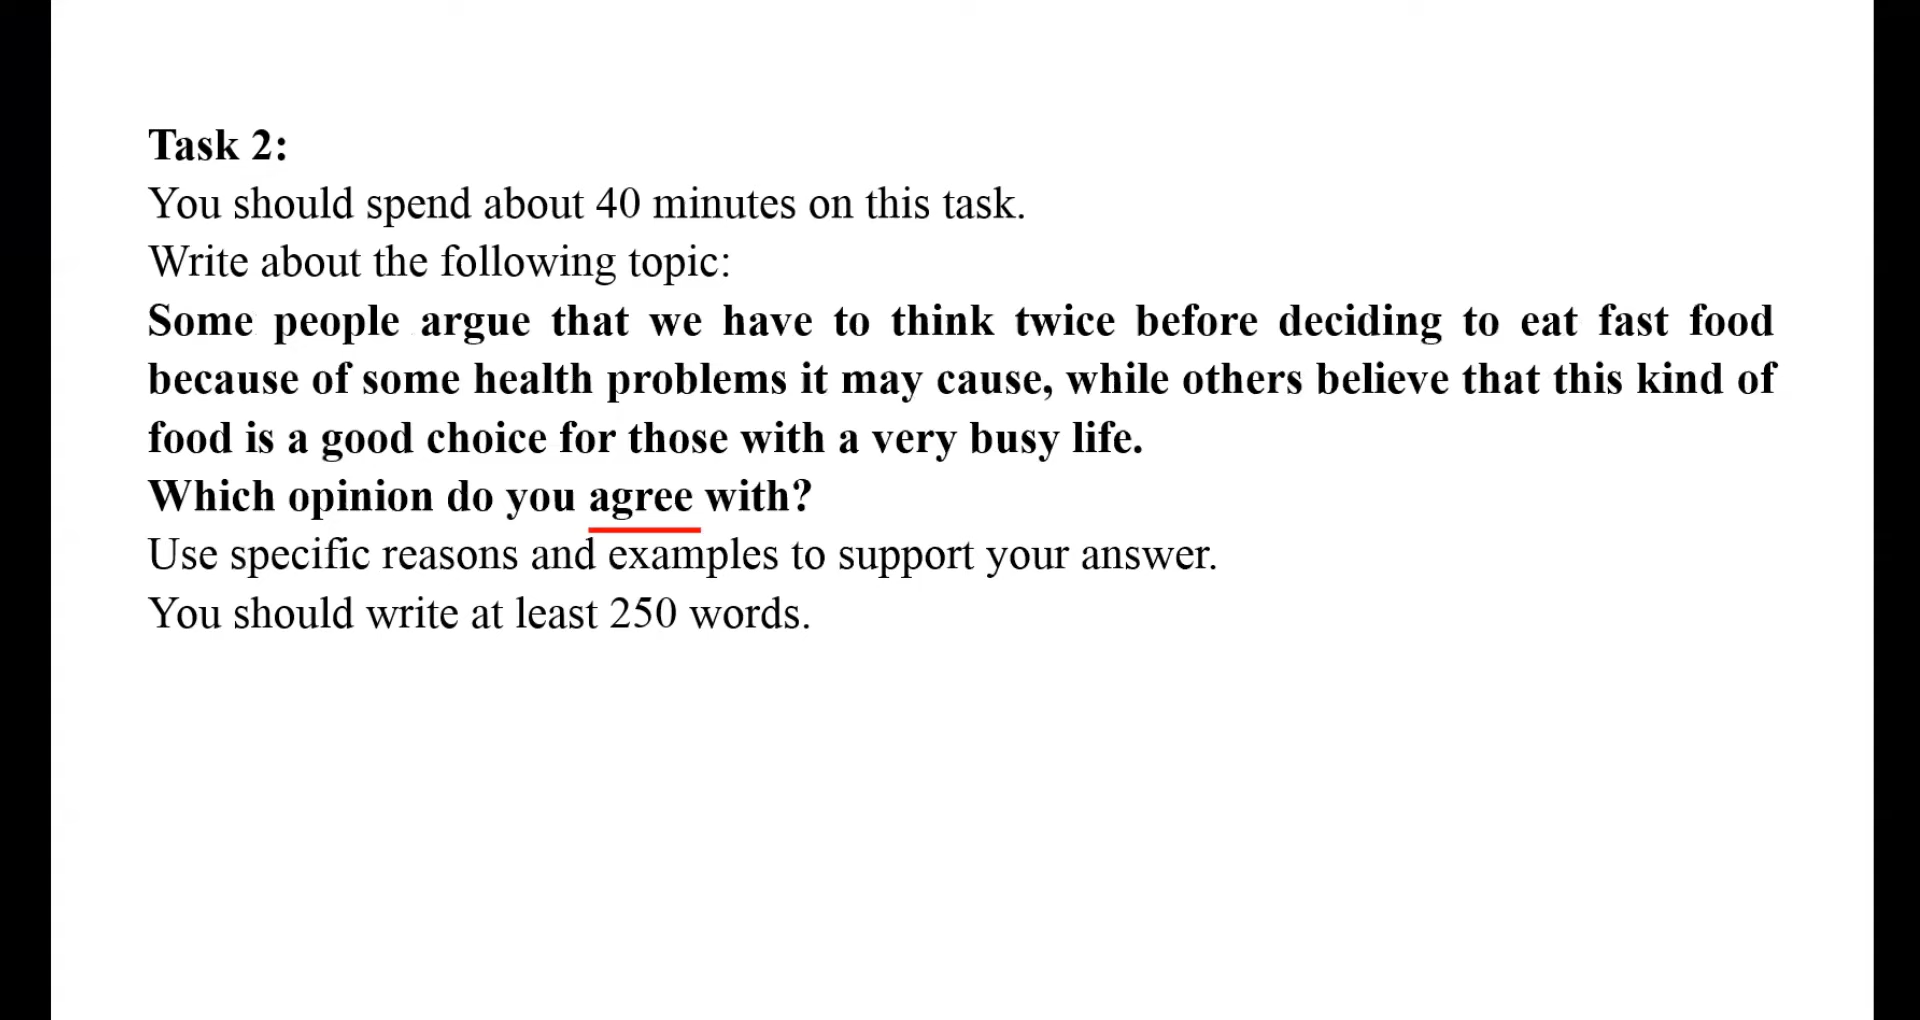 Task 2:
You should spend about 40 minutes on this task.
Write about the following topic:
Some people argue that we have to think twice before deciding to eat fast food
because of some health problems it may cause, while others believe that this kind of
food is a good choice for those with a very busy life.
Which opinion do you agree with?
Use specific reasons and examples to support your answer.
You should write at least 250 words.